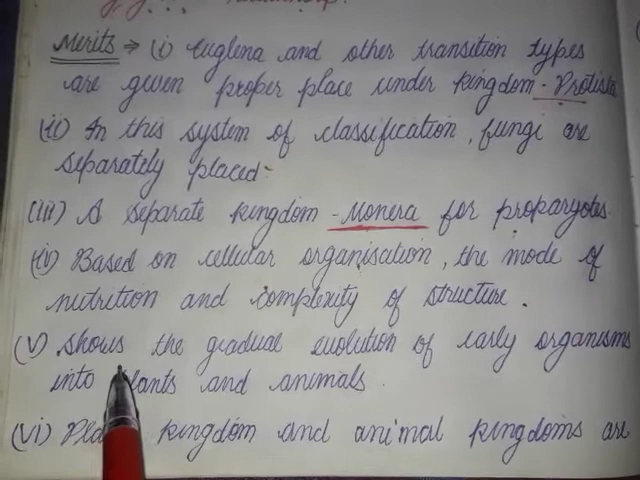 Merits → (i) Euglena and other transition types
are given proper place under kingdom - Protista
(ii) In this system of classification, fungi are
separately placed-
(iii) A separate kingdom - Monera for prokaryotes.
(iv) Based on cellular organisation, the mode of
nutrition and complexity of structure.
(v) Shows the gradual evolution of early organisms
into plants and animals.
(vi) kingdom and animal kingdoms are